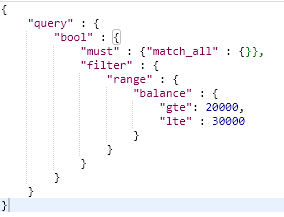 {
    "query" : {
        "bool" : {
            "must" : {"match_all" : {}},
            "filter" : {
                "range" : {
                    "balance" : {
                        "gte": 20000,
                        "lte" : 30000
                    }
                }
            }
        }
    }
}